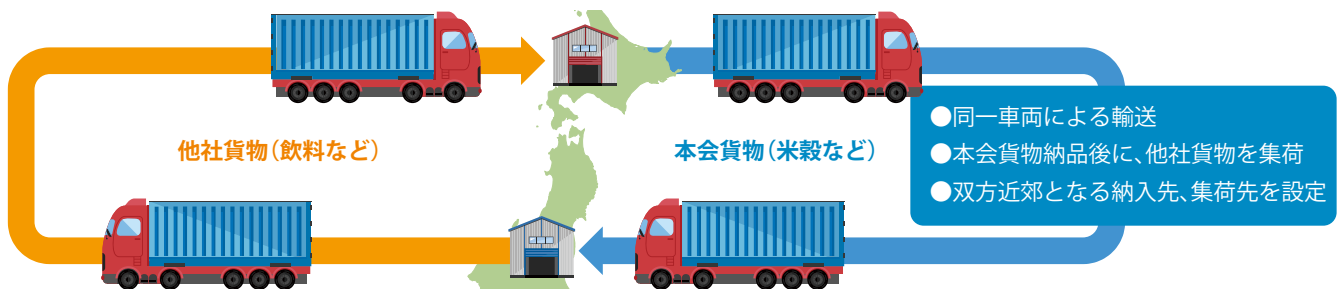 他社貨物（飲料など）
本会貨物（米穀など）
●同一車両による輸送
●本会貨物納品後に、他社貨物を集荷
●双方近郊となる納入先、集荷先を設定